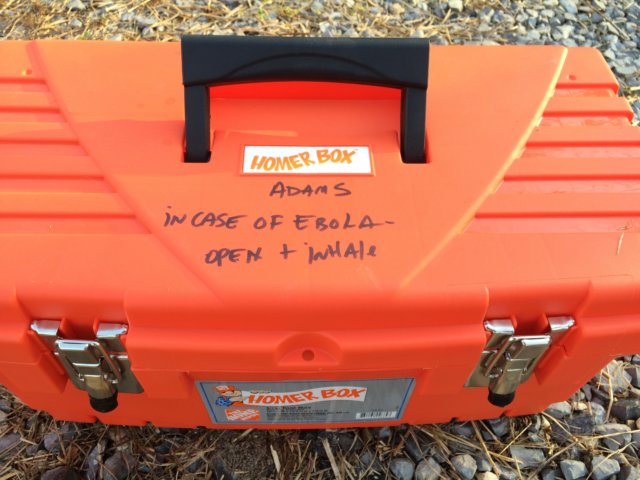 HOMER BOX
ADAMS
iN CASE OF EBOLA-
OPEN + iNHAlE
HOMER BOX